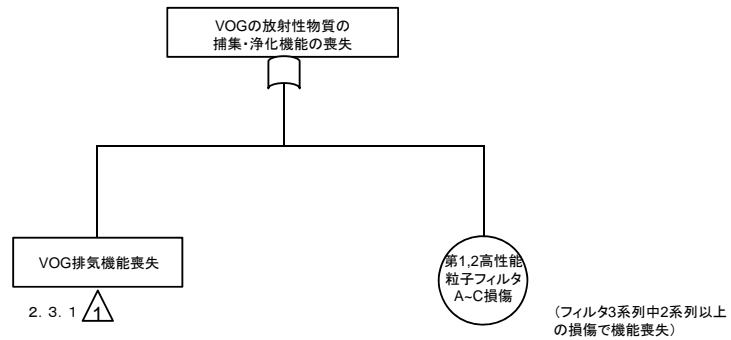 VOGの放射性物質の
捕集・浄化機能の喪失
VOG排気機能喪失
2. 3. 1 1
第1,2高性能
粒子フィルタ
A~C損傷
(フィルタ3系列中2系列以上
の損傷で機能喪失)